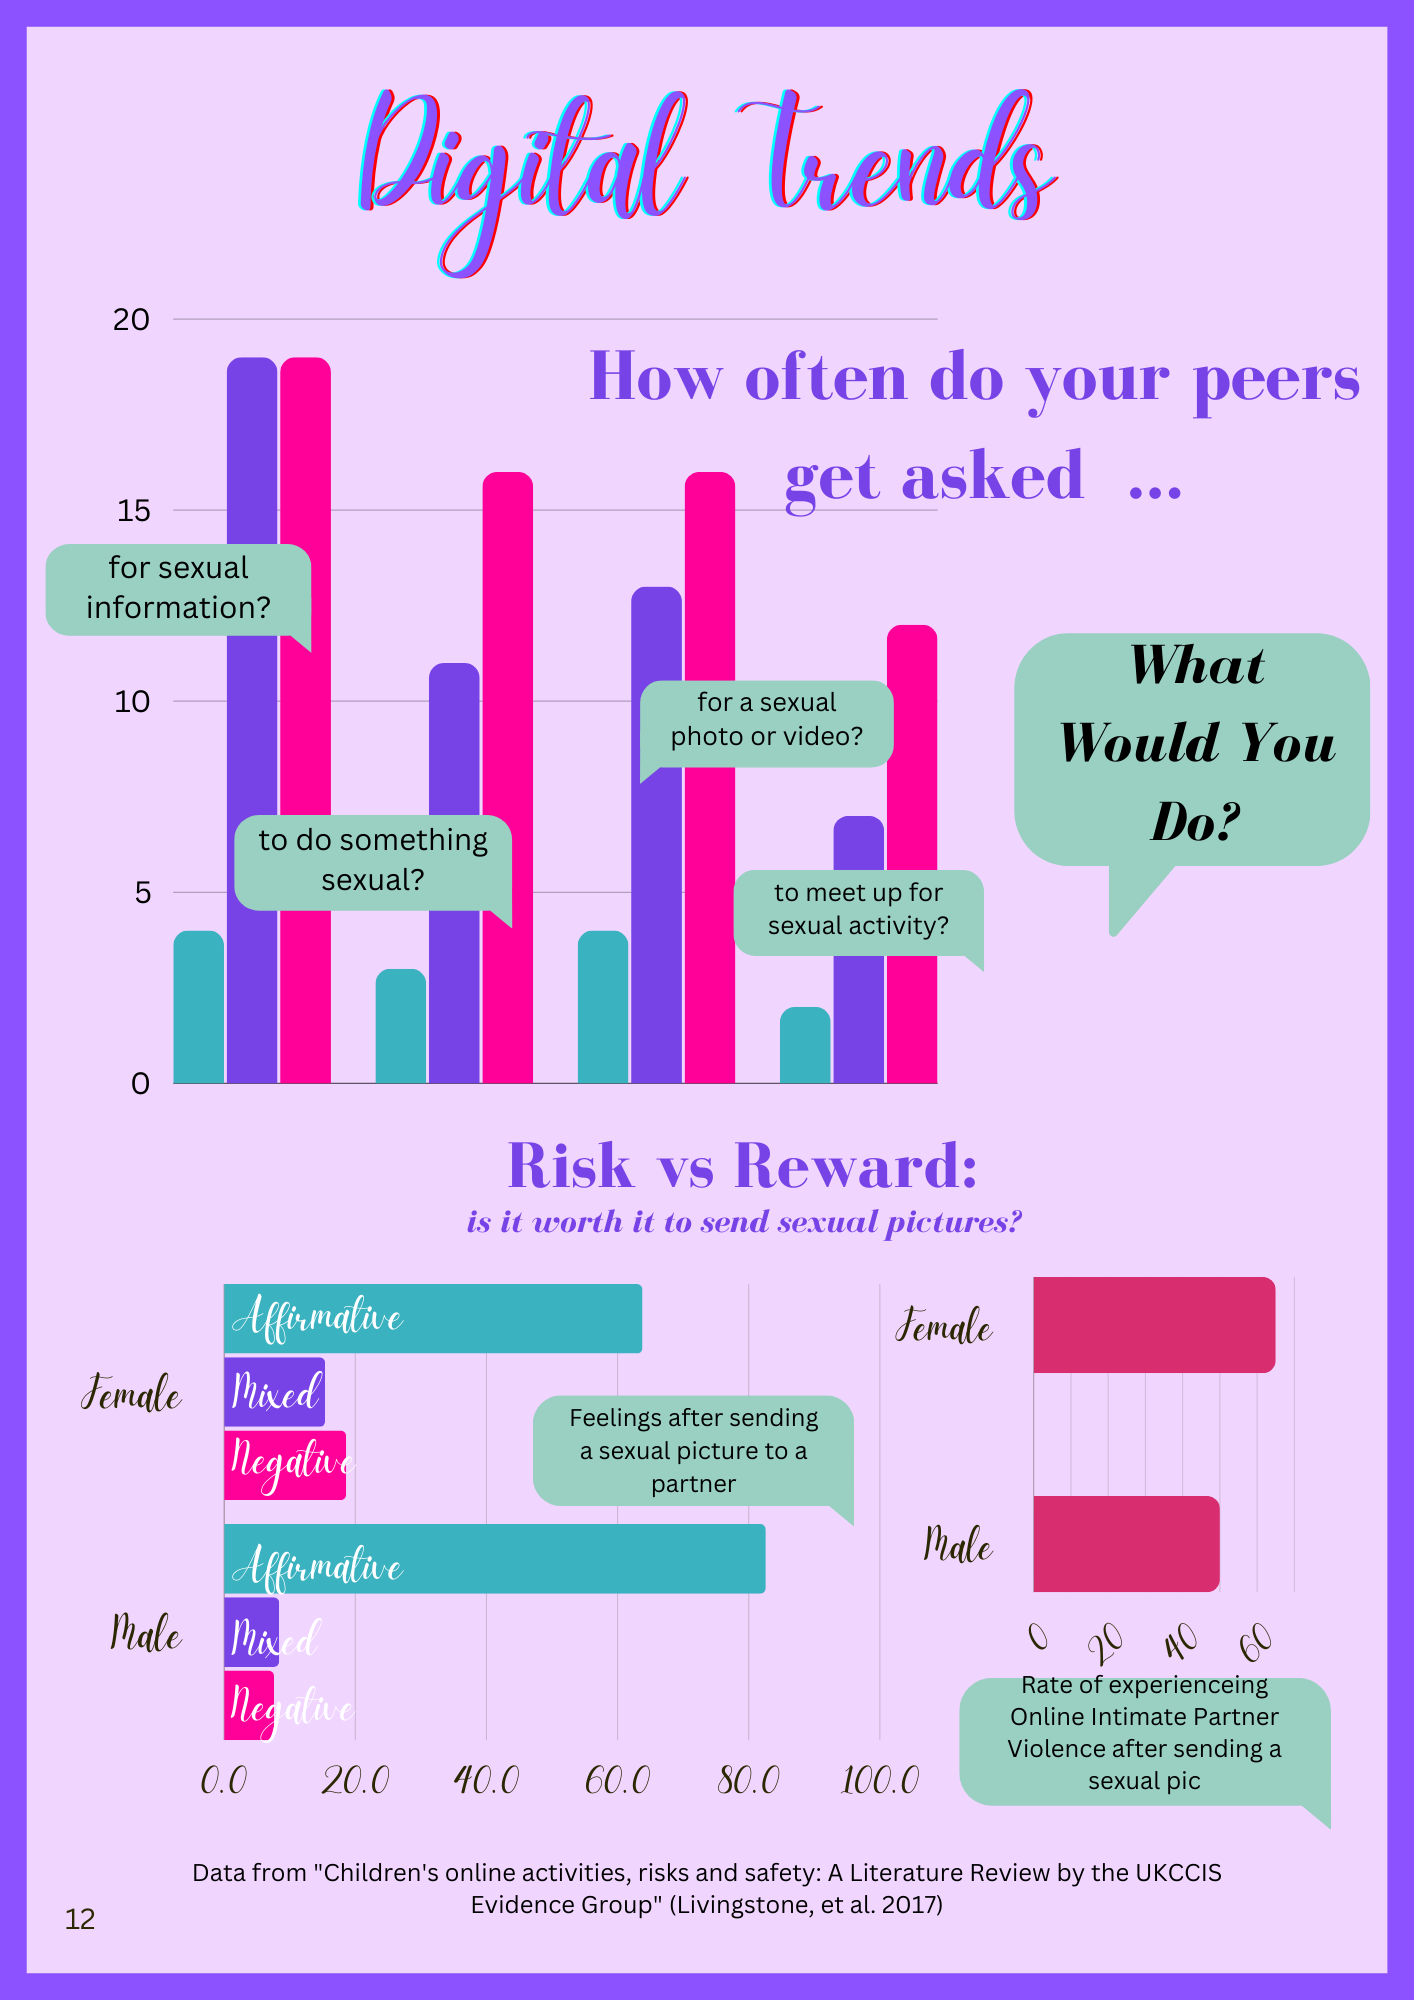 Digital Trends
20
How often do your peers
get asked ...
15
for sexual
information?
10
for a sexual
photo or video?
What
Would You
Do?
to do something
sexual?
5
to meet up for
sexual activity?
0
Risk vs Reward:
is it worth it to send sexual pictures?
Affirmative
Female
Mixed
Negative
Feelings after sending
a sexual picture to a
partner
Affirmative
Male
Mixed
Negative
0.0 20.0 40.0 60.0 80.0 100.0
Female
Male
0 20 40 60
Rate of experienceing
Online Intimate Partner
Violence after sending a
sexual pic
Data from "Children's online activities, risks and safety: A Literature Review by the UKCCIS
Evidence Group" (Livingstone, et al. 2017)
12